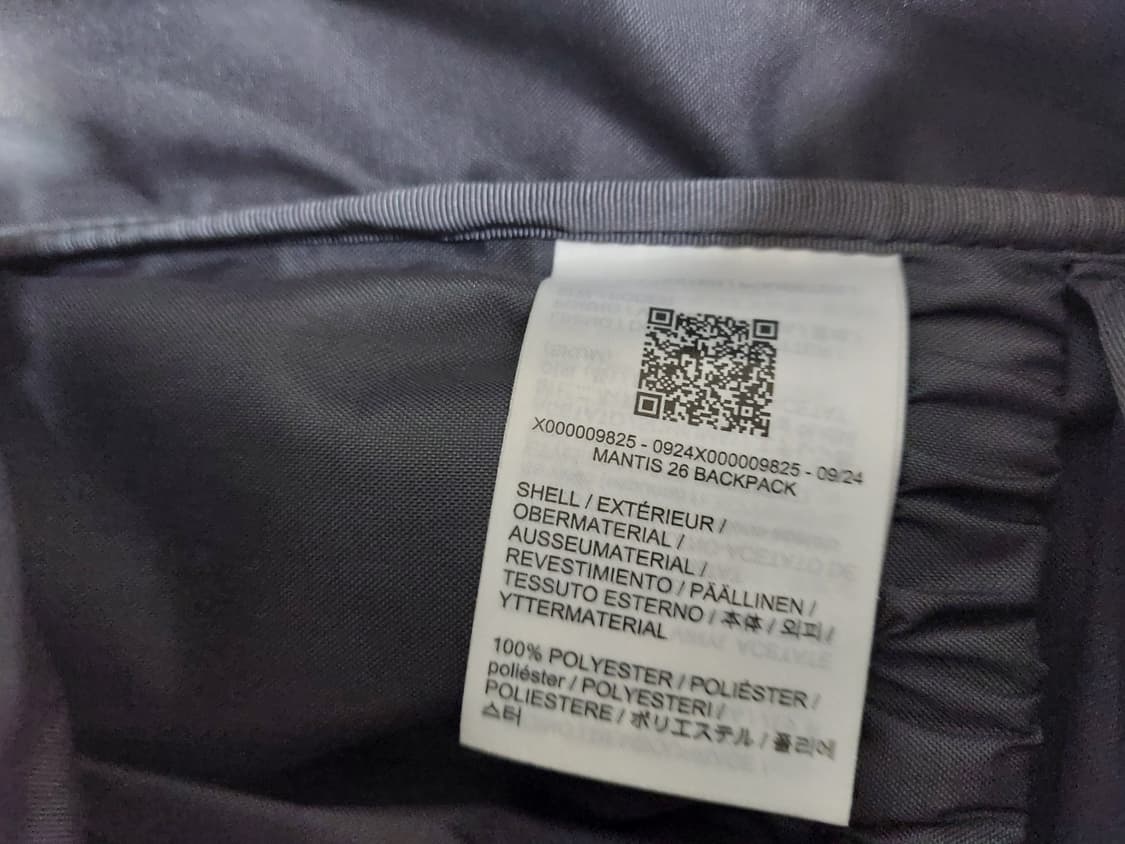 X000009825 - 0924X000009825 - 09/24
MANTIS 26 BACKPACK
SHELL / EXTÉRIEUR /
OBERMATERIAL /
AUSSEUMATERIAL /
REVESTIMIENTO / PÄÄLLINEN /
TESSUTO ESTERNO / 本体 / 외피 /
YTTERMATERIAL
100% POLYESTER / POLIÉSTER /
poliéster / POLYESTERI /
POLIESTERE / ポリエステル / 폴리에
스터